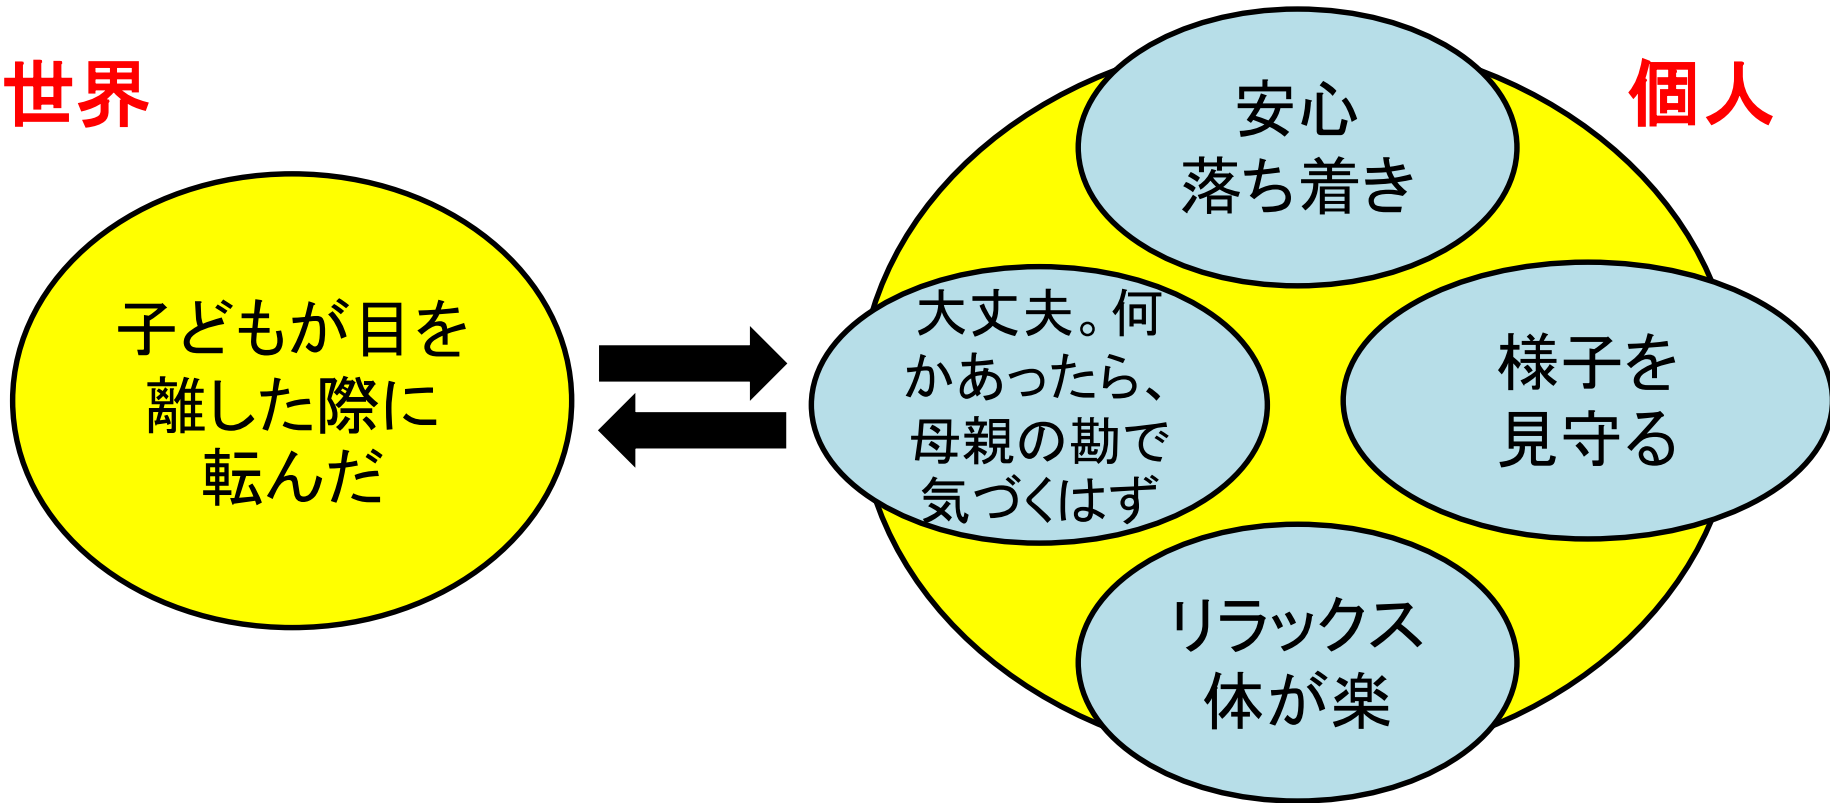 世界
子どもが目を
離した際に
転んだ
個人
安心
落ち着き
大丈夫。何
かあったら、
母親の勘で
気づくはず
様子を
見守る
リラックス
体が楽